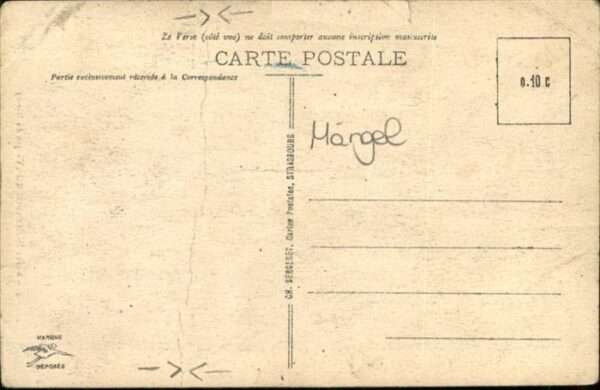 Le Verso (côté vue) ne doit comporter aucune inscription manuscrite
CARTE POSTALE
Partie exclusivement réservée à la Correspondance
0.10 c
Mängel
CH. BERGERET, Cartes Postales, STRASBOURG
MARQUE
DÉPOSÉE